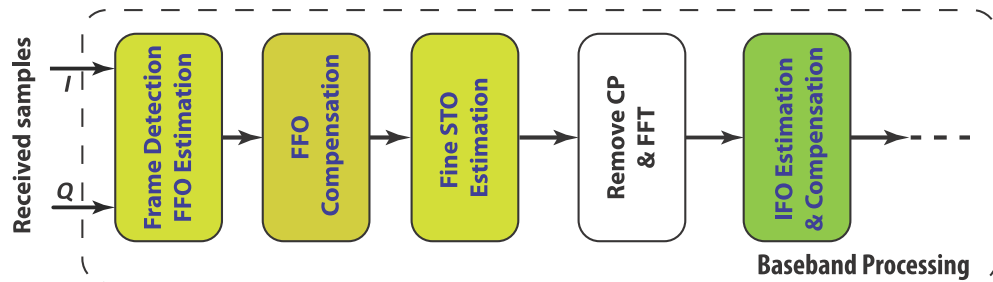 Received samples
I
Q
Frame Detection
FFO Estimation
FFO
Compensation
Fine STO
Estimation
Remove CP
& FFT
IFO Estimation
& Compensation
Baseband Processing